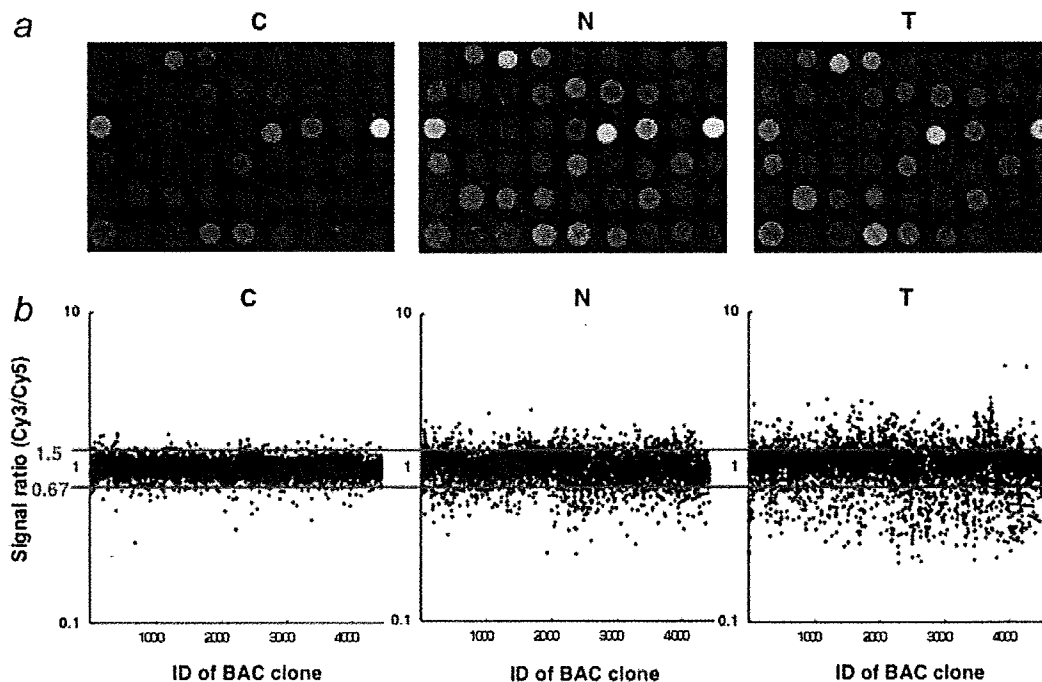 a
C N T
b
C N T
10 10 10
Signal ratio (Cy3/Cy5)
1.5
1 1 1
0.67
0.1 0.1 0.1
1000 2000 3000 4000 1000 2000 3000 4000 1000 2000 3000 4000
ID of BAC clone ID of BAC clone ID of BAC clone